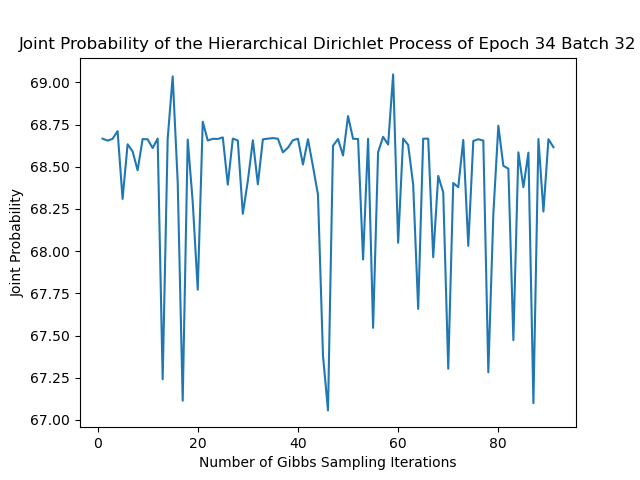 Joint Probability of the Hierarchical Dirichlet Process of Epoch 34 Batch 32
69.00
68.75
68.50
68.25
68.00
67.75
67.50
67.25
67.00
Joint Probability
0 20 40 60 80
Number of Gibbs Sampling Iterations